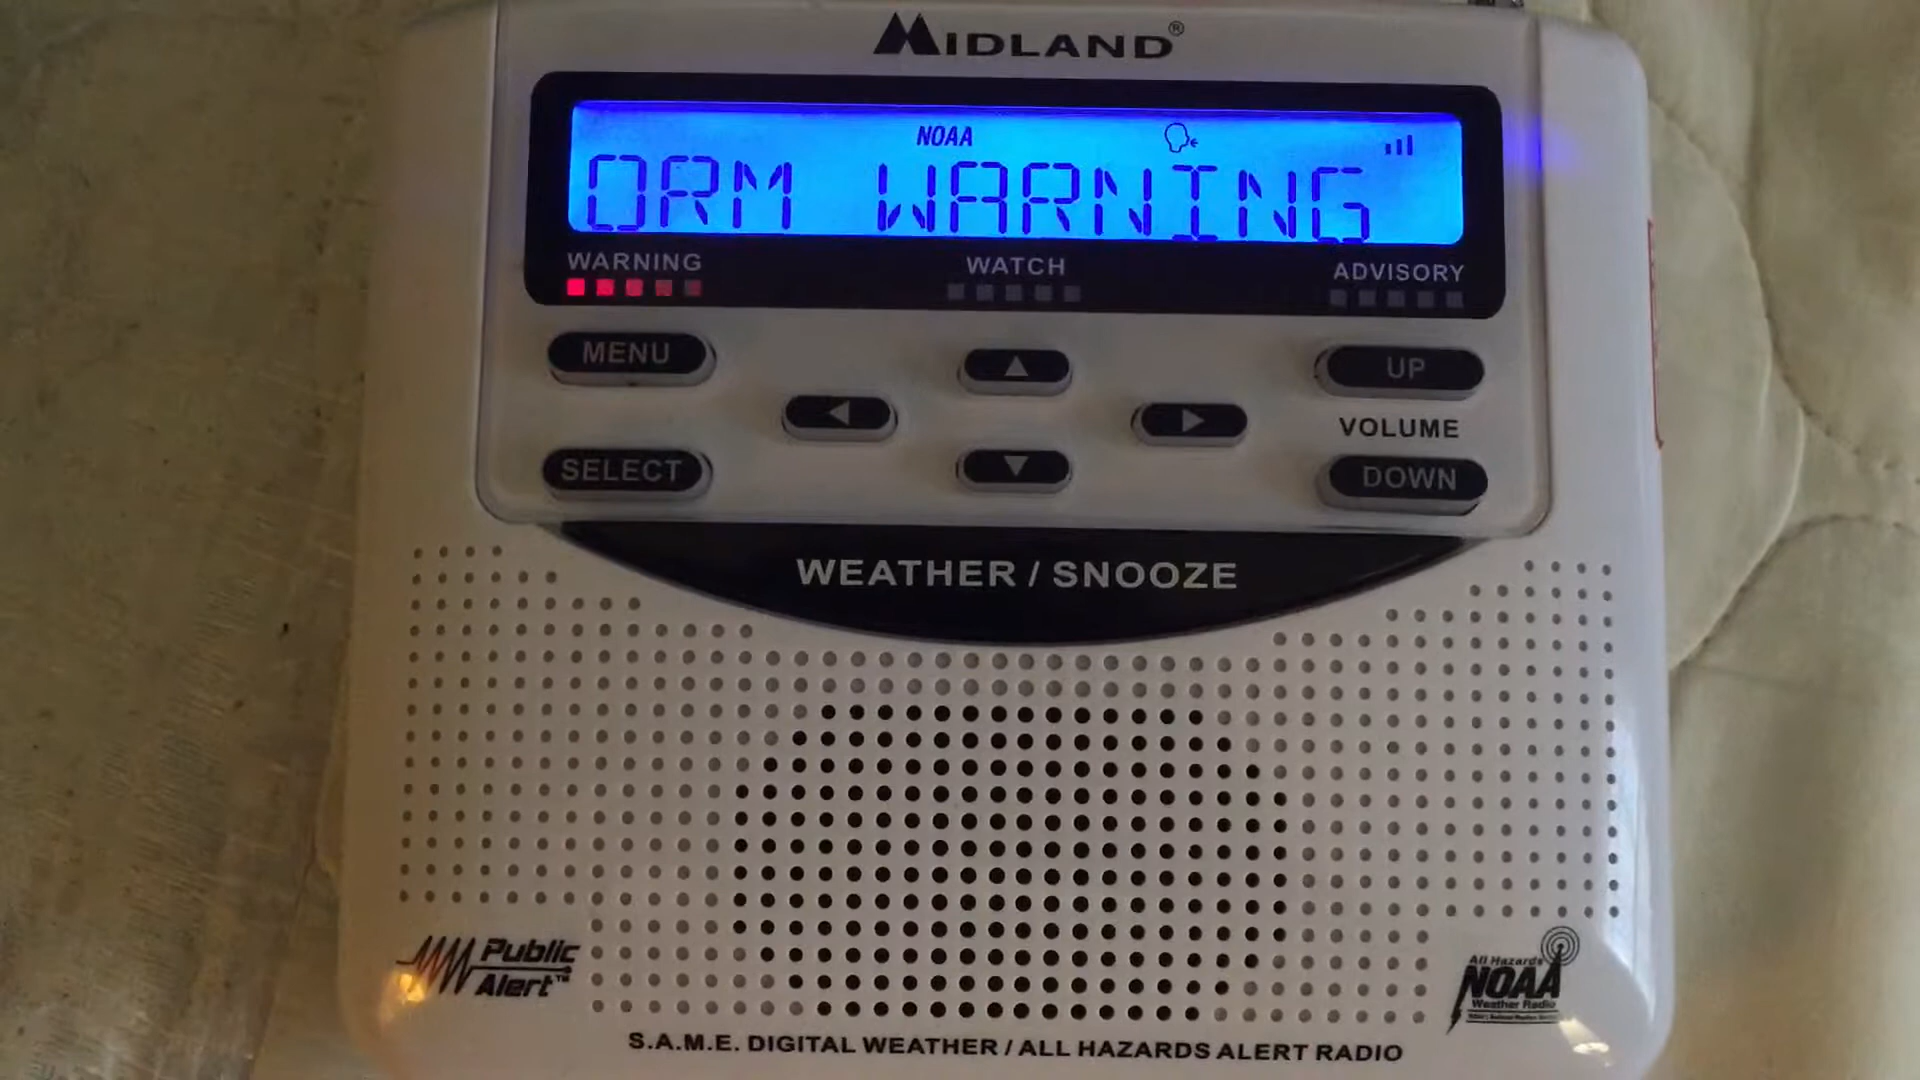 MIDLAND®
NOAA
ORM WARNING
WARNING WATCH ADVISORY
MENU
UP
VOLUME
SELECT
DOWN
WEATHER / SNOOZE
Public
Alert™
All Hazards
NOAA
Weather Radio
S.A.M.E. DIGITAL WEATHER / ALL HAZARDS ALERT RADIO